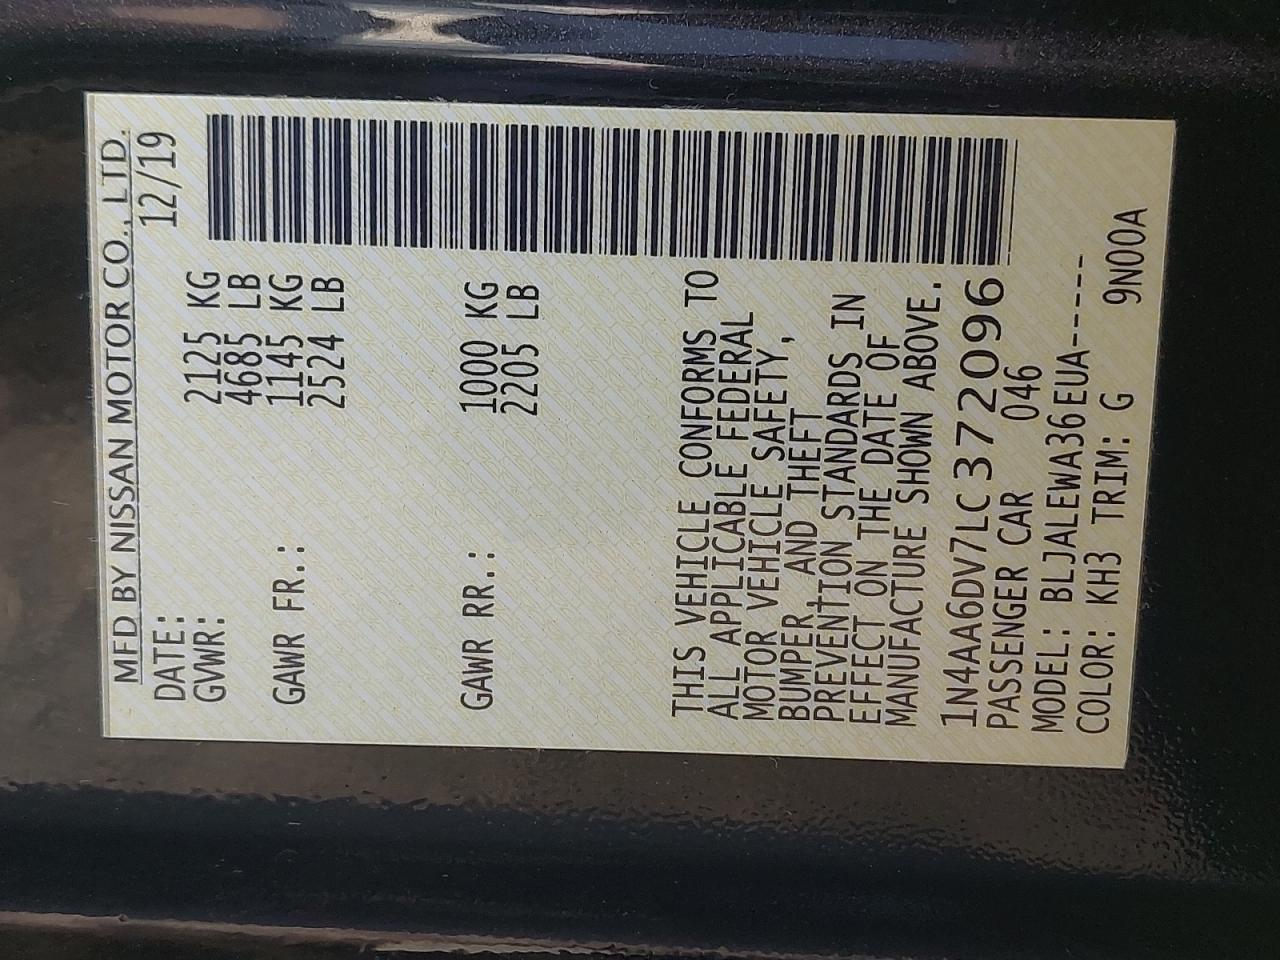 MFD BY NISSAN MOTOR CO., LTD.
DATE: 12/19
GVWR: 2125 KG
4685 LB
GAWR FR.: 1145 KG
2524 LB
GAWR RR.: 1000 KG
2205 LB
THIS VEHICLE CONFORMS TO
ALL APPLICABLE FEDERAL
MOTOR VEHICLE SAFETY,
BUMPER, AND THEFT
PREVENTION STANDARDS IN
EFFECT ON THE DATE OF
MANUFACTURE SHOWN ABOVE.
1N4AA6DV7LC372096
PASSENGER CAR 046
MODEL: BLJALEWA36EUA-----
COLOR: KH3 TRIM: G 9N00A